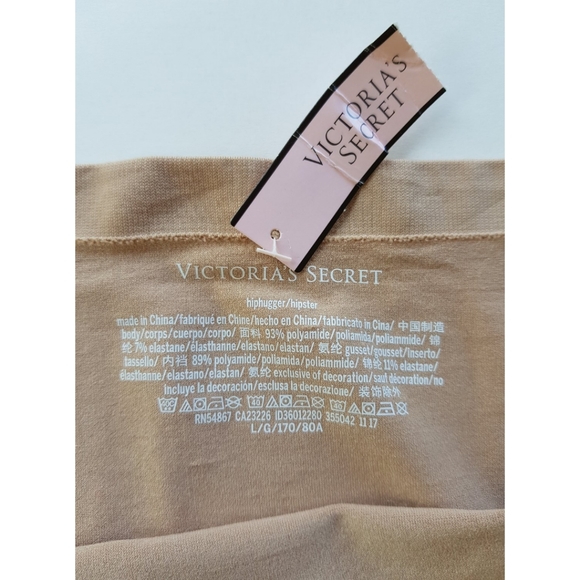 VICTORIA'S
SECRET
VICTORIA'S SECRET
hiphugger/hipster
made in China/fabriqué en Chine/hecho en China/fabbricato in Cina/ 中国制造
body/corps/cuerpo/corpo/ 面料 93% polyamide/poliamida/poliammide/ 锦
纶 7% elastane/élasthanne/elastano/elastan/ 氨纶 gusset/gousset/inserto/
tassello/ 内裆 89% polyamide/poliamida/poliammide/ 锦纶 11% elastane/
élasthanne/elastano/elastan/ 氨纶 exclusive of decoration/sauf décoration/no
incluye la decoración/esclusa la decorazione/ 装饰除外
RN54867 CA23226 ID36012280 355042 11 17
L/G/170/80A